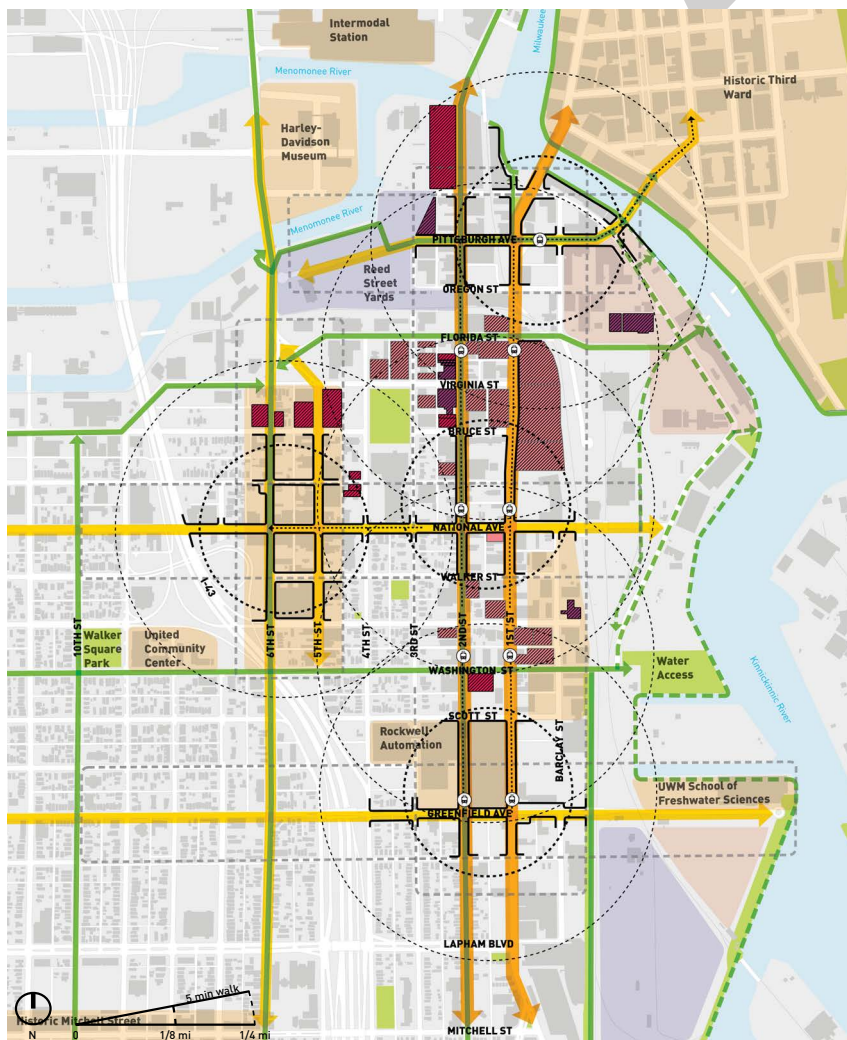 Intermodal
Station
Milwaukee
Menomonee River
Historic Third
Ward
Harley-
Davidson
Museum
Menomonee River
PITTSBURGH AVE
Reed
Street
Yards
OREGON ST
FLORIDA ST
VIRGINIA ST
BRUCE ST
NATIONAL AVE
WALKER ST
I-43
10TH ST
6TH ST
5TH ST
4TH ST
3RD ST
2ND ST
1ST. ST
Walker
Square
Park
United
Community
Center
Water
Access
WASHINGTON ST
Kinnickinnic River
SCOTT ST
Rockwell
Automation
BARCLAY ST
UWM School of
Freshwater Sciences
GREENFIELD AVE
LAPHAM BLVD
5 min walk
Historic Mitchell Street
N
0
1/8 mi
1/4 mi
MITCHELL ST